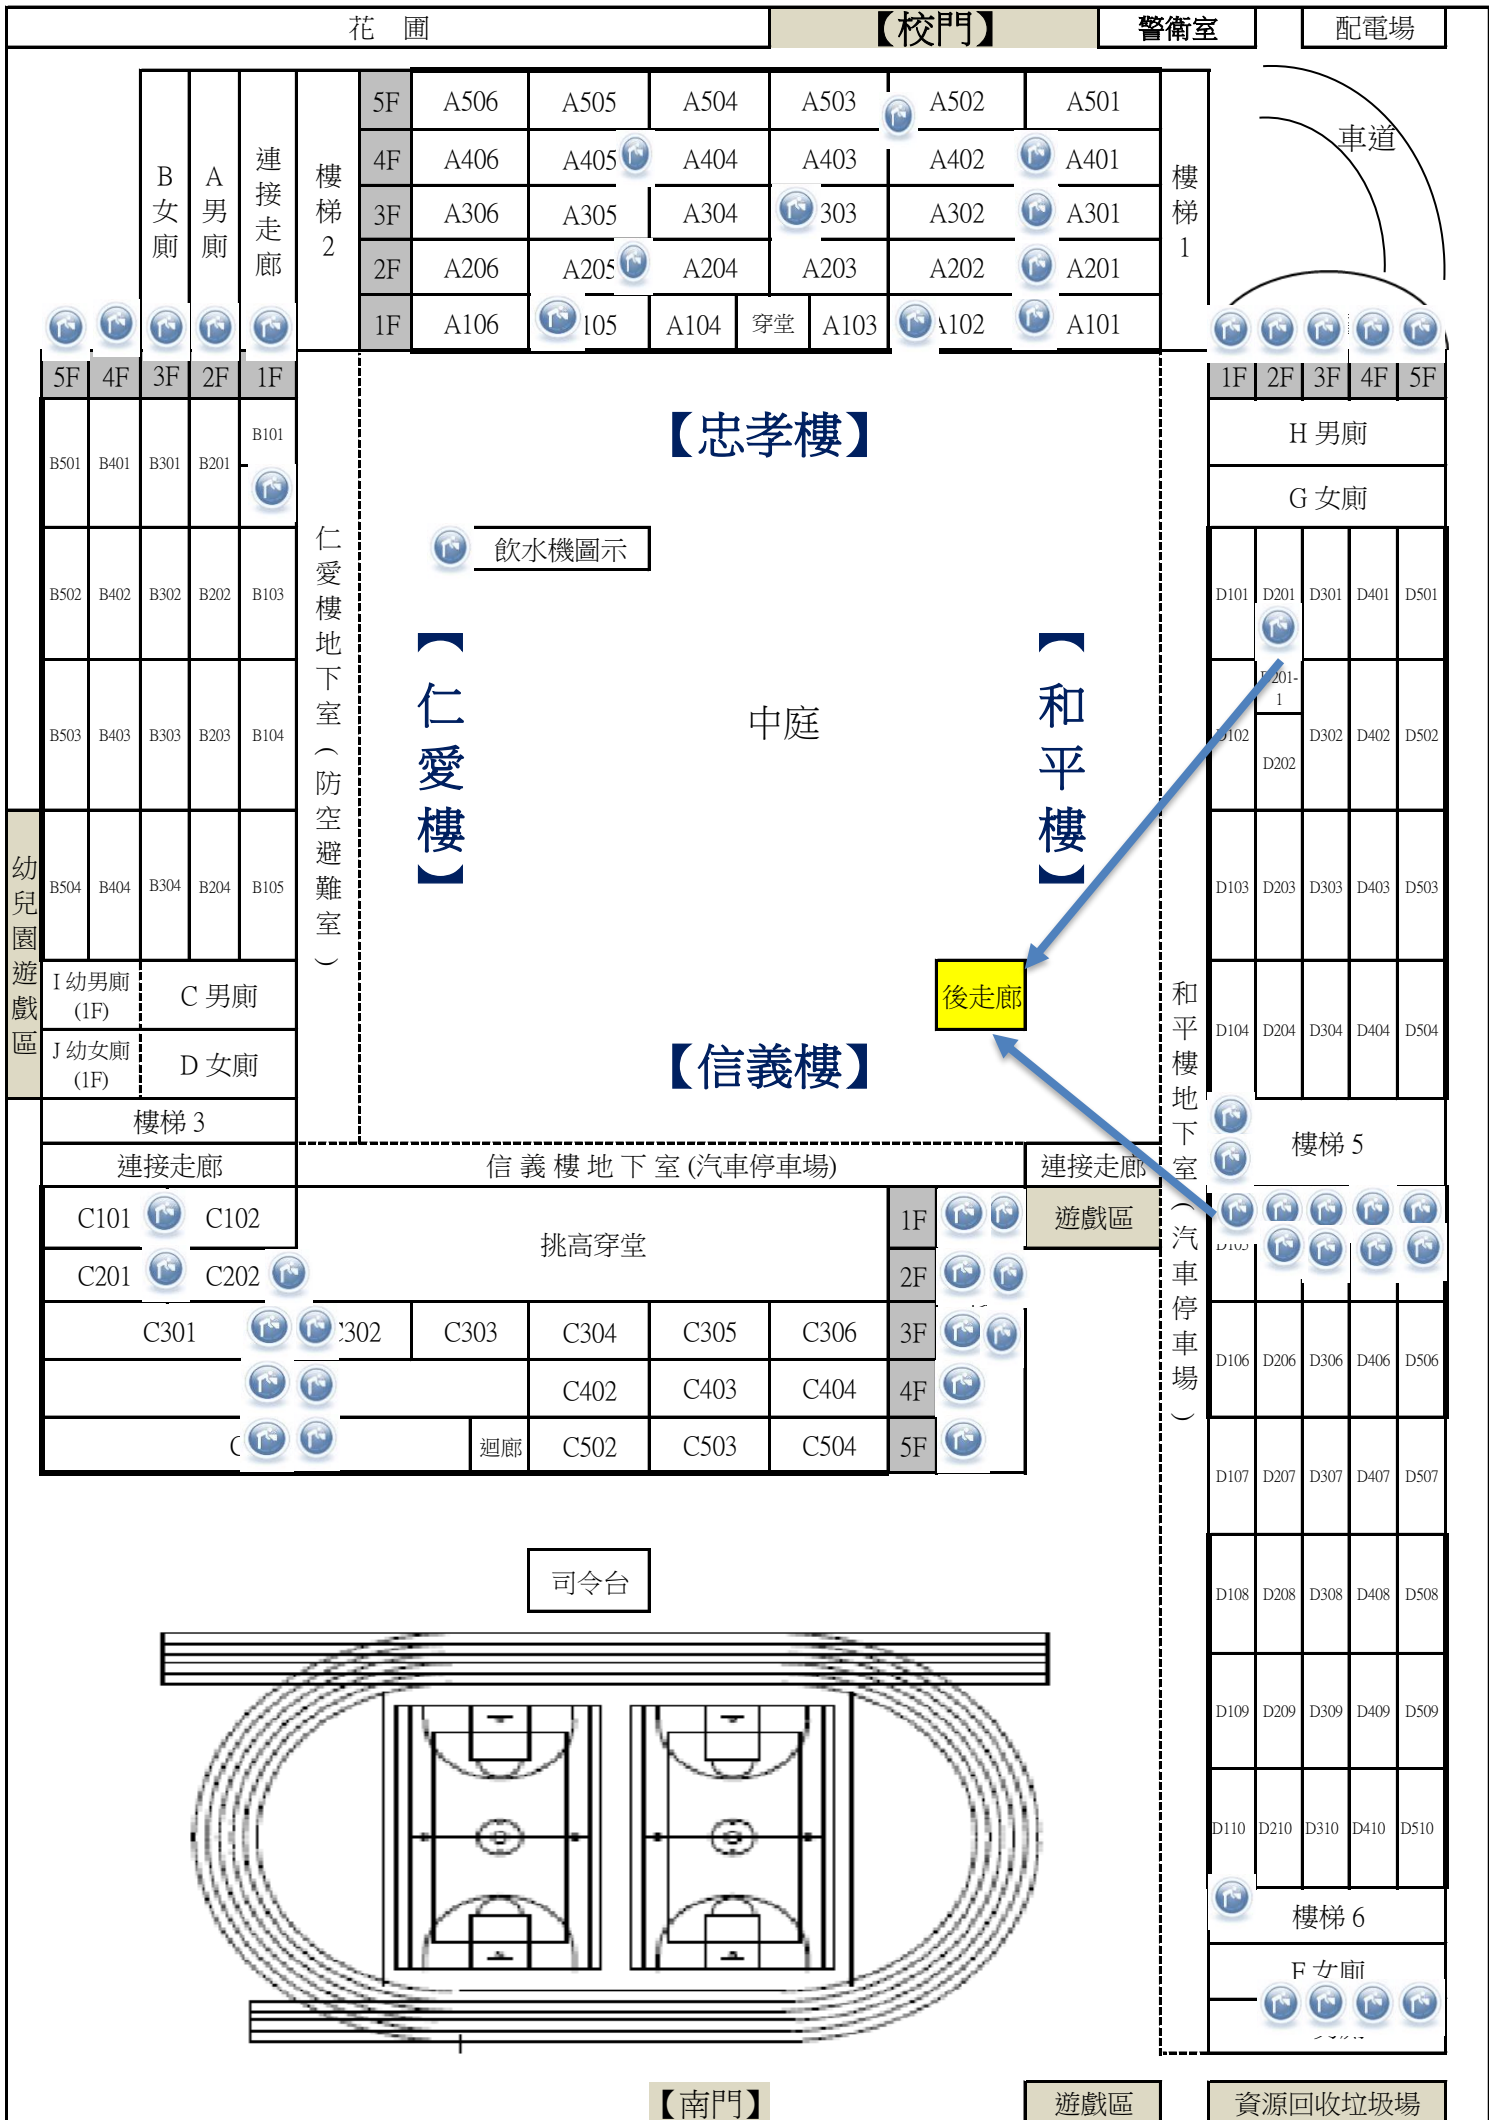 花 圃
【校門】
警衛室
配電場
B女廁
A男廁
連接走廊
樓梯2
5F A506 A505 A504 A503 A502 A501
4F A406 A405 A404 A403 A402 A401
3F A306 A305 A304 303 A302 A301
2F A206 A205 A204 A203 A202 A201
1F A106 105 A104 穿堂 A103 A102 A101
樓梯1
車道
5F 4F 3F 2F 1F
B501 B401 B301 B201 B101
B502 B402 B302 B202 B103
B503 B403 B303 B203 B104
B504 B404 B304 B204 B105
幼兒園遊戲區
I 幼男廁
(1F)
C 男廁
J 幼女廁
(1F)
D 女廁
樓梯 3
連接走廊
仁愛樓地下室(防空避難室)
【忠孝樓】
飲水機圖示
【仁愛樓】
中庭
【和平樓】
後走廊
【信義樓】
信義樓地下室(汽車停車場)
連接走廊
遊戲區
和平樓地下室(汽車停車場)
1F 2F 3F 4F 5F
H 男廁
G 女廁
D101 D201 D301 D401 D501
D201-
1
D102 D202 D302 D402 D502
D103 D203 D303 D403 D503
D104 D204 D304 D404 D504
樓梯 5
D105
D106 D206 D306 D406 D506
D107 D207 D307 D407 D507
D108 D208 D308 D408 D508
D109 D209 D309 D409 D509
D110 D210 D310 D410 D510
樓梯 6
F 女廁
C101 C102 挑高穿堂 1F
C201 C202 2F
C301 C302 C303 C304 C305 C306 3F
C402 C403 C404 4F
C 迴廊 C502 C503 C504 5F
司令台
【南門】
遊戲區
資源回收垃圾場